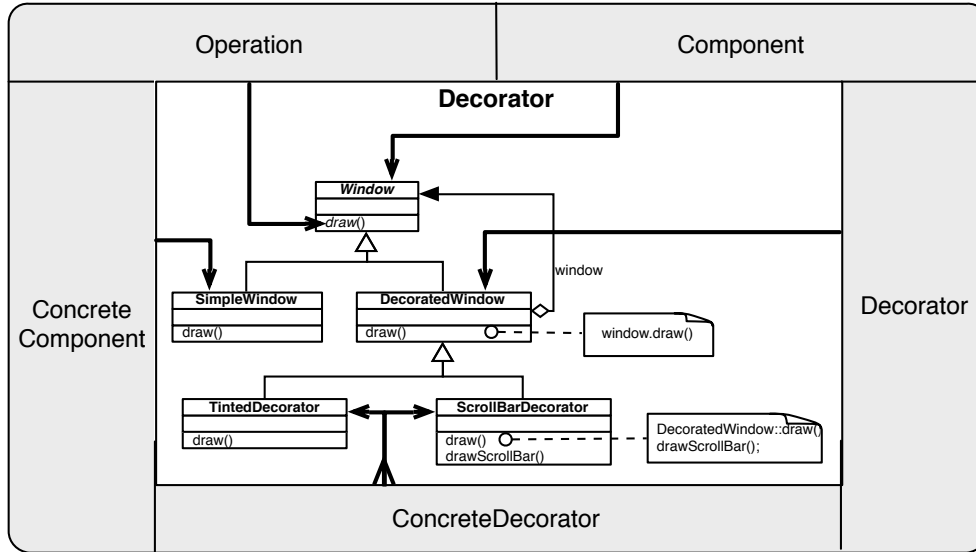 Operation
Component
Decorator
Window
draw()
window
Concrete
Component
Decorator
SimpleWindow
draw()
DecoratedWindow
draw()
window.draw()
TintedDecorator
draw()
ScrollBarDecorator
draw()
drawScrollBar()
DecoratedWindow::draw()
drawScrollBar();
ConcreteDecorator